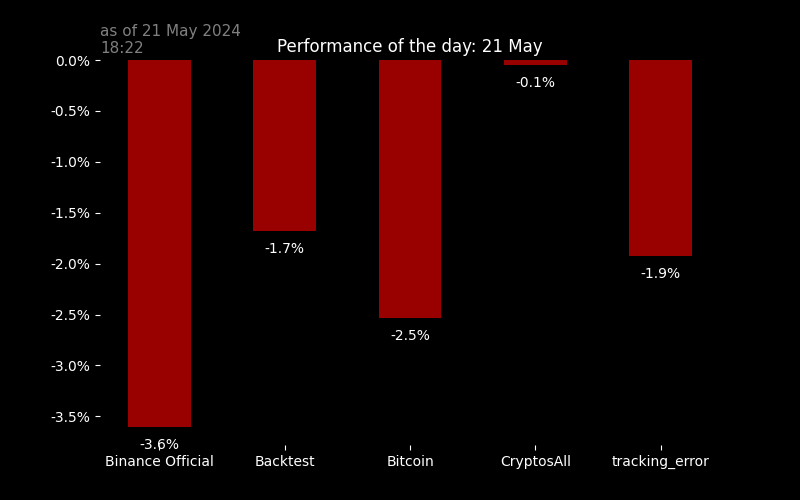 as of 21 May 2024
18:22
Performance of the day: 21 May
0.0%
-0.5%
-1.0%
-1.5%
-2.0%
-2.5%
-3.0%
-3.5%
-3.6%
-1.7%
-2.5%
-0.1%
-1.9%
Binance Official
Backtest
Bitcoin
CryptosAll
tracking_error